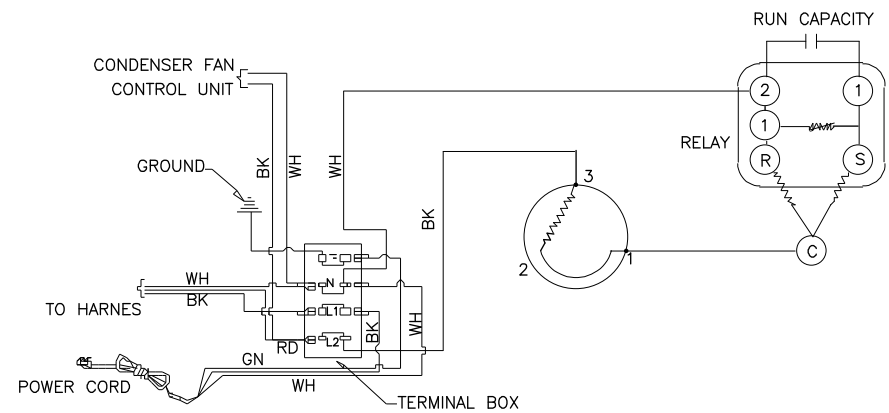 RUN CAPACITY
CONDENSER FAN
CONTROL UNIT
2
1
1
RELAY
R
S
GROUND
BK
WH
WH
BK
3
2
1
C
N
WH
BK
TO HARNES
L1
BK
WH
L2
RD
GN
WH
POWER CORD
TERMINAL BOX